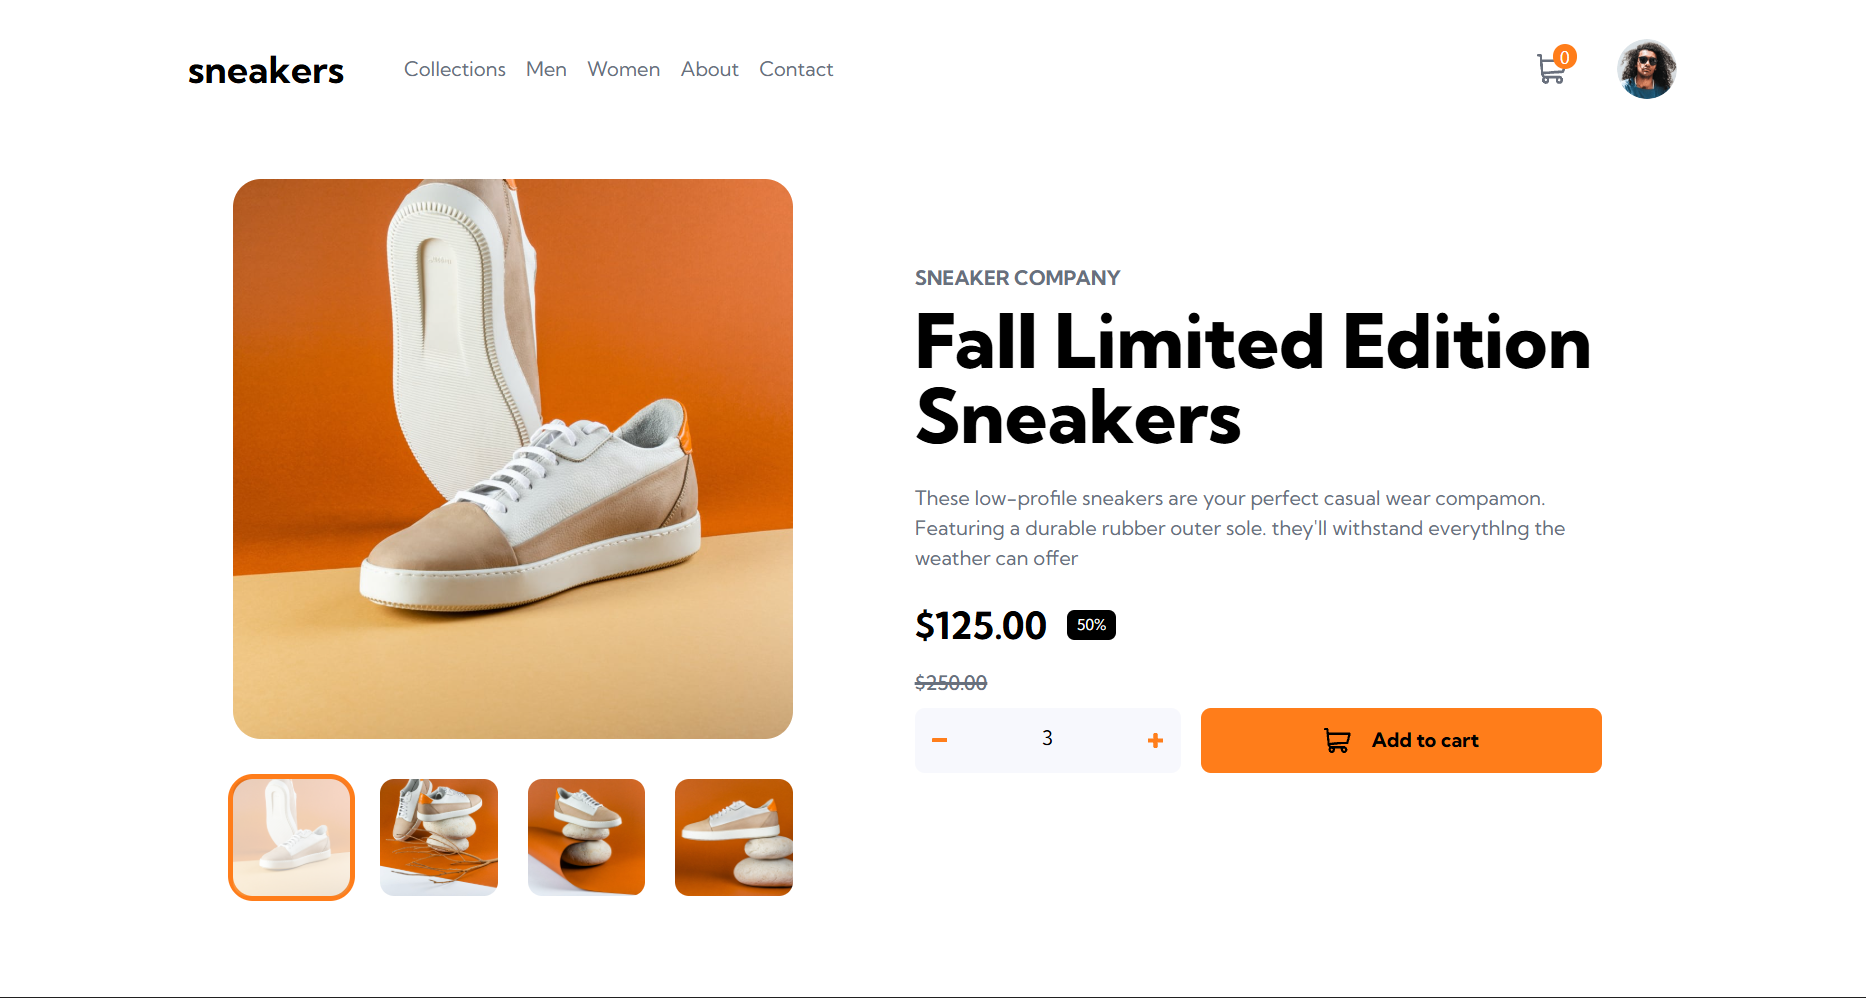 sneakers
Collections Men Women About Contact
0
SNEAKER COMPANY
Fall Limited Edition
Sneakers
These low-profile sneakers are your perfect casual wear compamon.
Featuring a durable rubber outer sole. they'll withstand everythlng the
weather can offer
$125.00 50%
$250.00
3
Add to cart